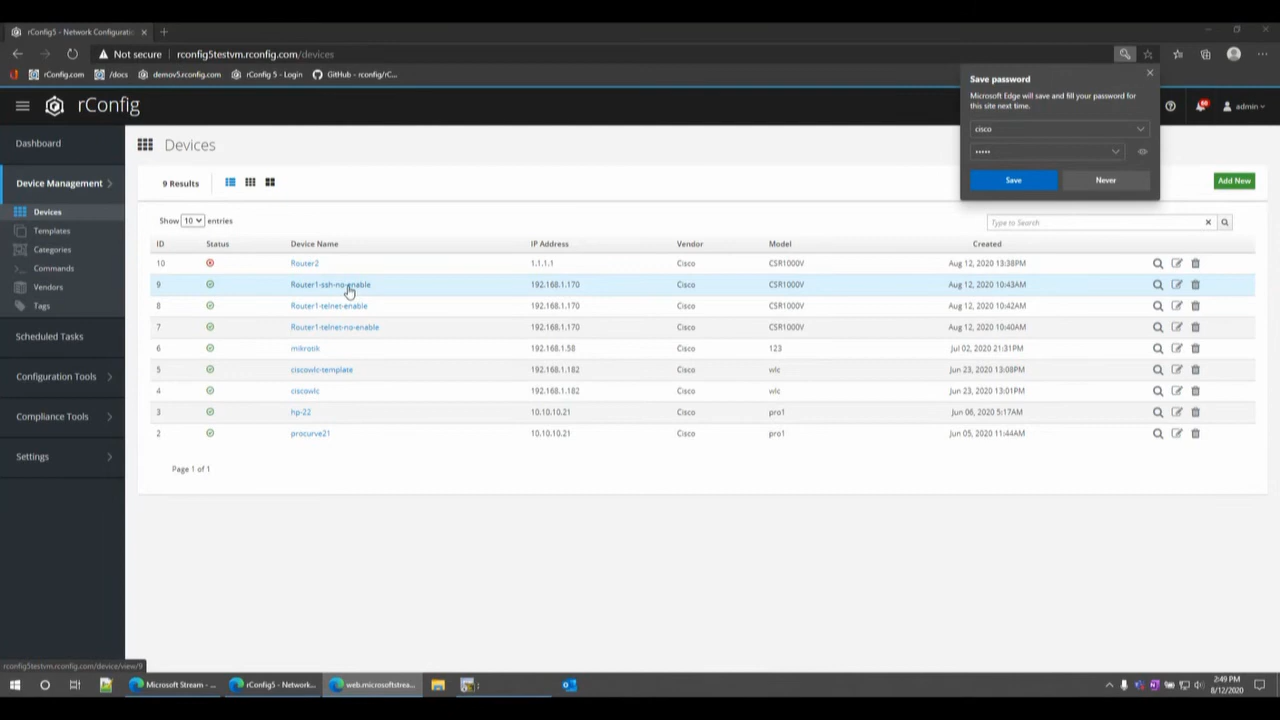 rConfig5 - Network Configuratio
Not secure | rconfig5testvm.rconfig.com/devices
rConfig.com
/docs
demov5.rconfig.com
rConfig 5 - Login
GitHub - rconfig/rC...
Save password
Microsoft Edge will save and fill your password for
this site next time.
cisco
•••••
Save
Never
rConfig
admin
Dashboard
Device Management
Devices
Templates
Categories
Commands
Vendors
Tags
Scheduled Tasks
Configuration Tools
Compliance Tools
Settings
Devices
9 Results
Add New
Show 10 entries
Type to Search
ID Status Device Name IP Address Vendor Model Created
10 Router2 1.1.1.1 Cisco CSR1000V Aug 12, 2020 13:38PM
9 Router1-ssh-no-enable 192.168.1.170 Cisco CSR1000V Aug 12, 2020 10:43AM
8 Router1-telnet-enable 192.168.1.170 Cisco CSR1000V Aug 12, 2020 10:42AM
7 Router1-telnet-no-enable 192.168.1.170 Cisco CSR1000V Aug 12, 2020 10:40AM
6 mikrotik 192.168.1.58 Cisco 123 Jul 02, 2020 21:31PM
5 ciscowlc-template 192.168.1.182 Cisco wlc Jun 23, 2020 13:08PM
4 ciscowlc 192.168.1.182 Cisco wlc Jun 23, 2020 13:01PM
3 hp-22 10.10.10.21 Cisco pro1 Jun 06, 2020 5:17AM
2 procurve21 10.10.10.21 Cisco pro1 Jun 05, 2020 11:44AM
Page 1 of 1
rconfig5testvm.rconfig.com/device/view/9
Microsoft Stream - ...
rConfig5 - Network...
web.microsoftstrea...
2:49 PM
8/12/2020